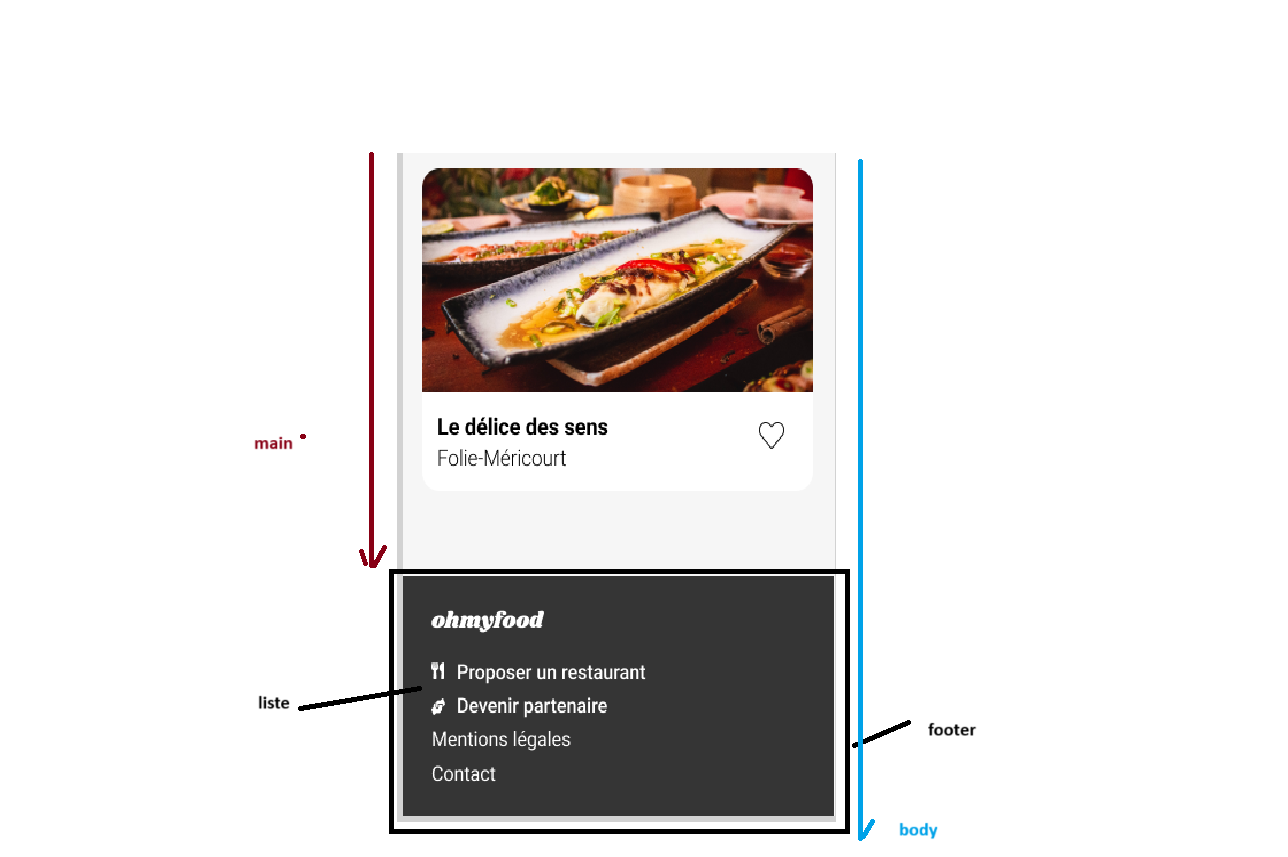 Le délice des sens
Folie-Méricourt
main
ohmyfood
Proposer un restaurant
Devenir partenaire
Mentions légales
Contact
liste
footer
body